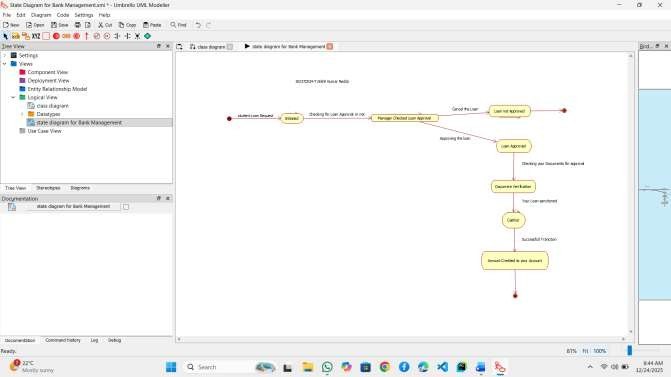 State Diagram for Bank Management.xmi * - Umbrello UML Modeller
File Edit Diagram Code Settings Help
New Open Save Cut Copy Paste Find
Tree View
class diagram
state diagram for Bank Management
Settings
Views
Component View
Deployment View
Entity Relationship Model
Logical View
class diagram
Datatypes
state diagram for Bank Management
Use Case View
Tree View Stereotypes Diagrams
Documentation
state diagram for Bank Management
Documentation Command history Log Debug
Ready.
student Loan Request
Entered
Checking for Loan Approval or not
Manager Checked Loan Approval
Cancel the Loan
Loan not Approved
Approving the loan
Loan Approved
Checking your Documents for Approval
Document Verification
Your Loan sanctioned
Cashier
Successful Transition
Amount Credited to your Account
81% Fit 100%
22°C
Mostly sunny
Search
8:44 AM
12/24/2025